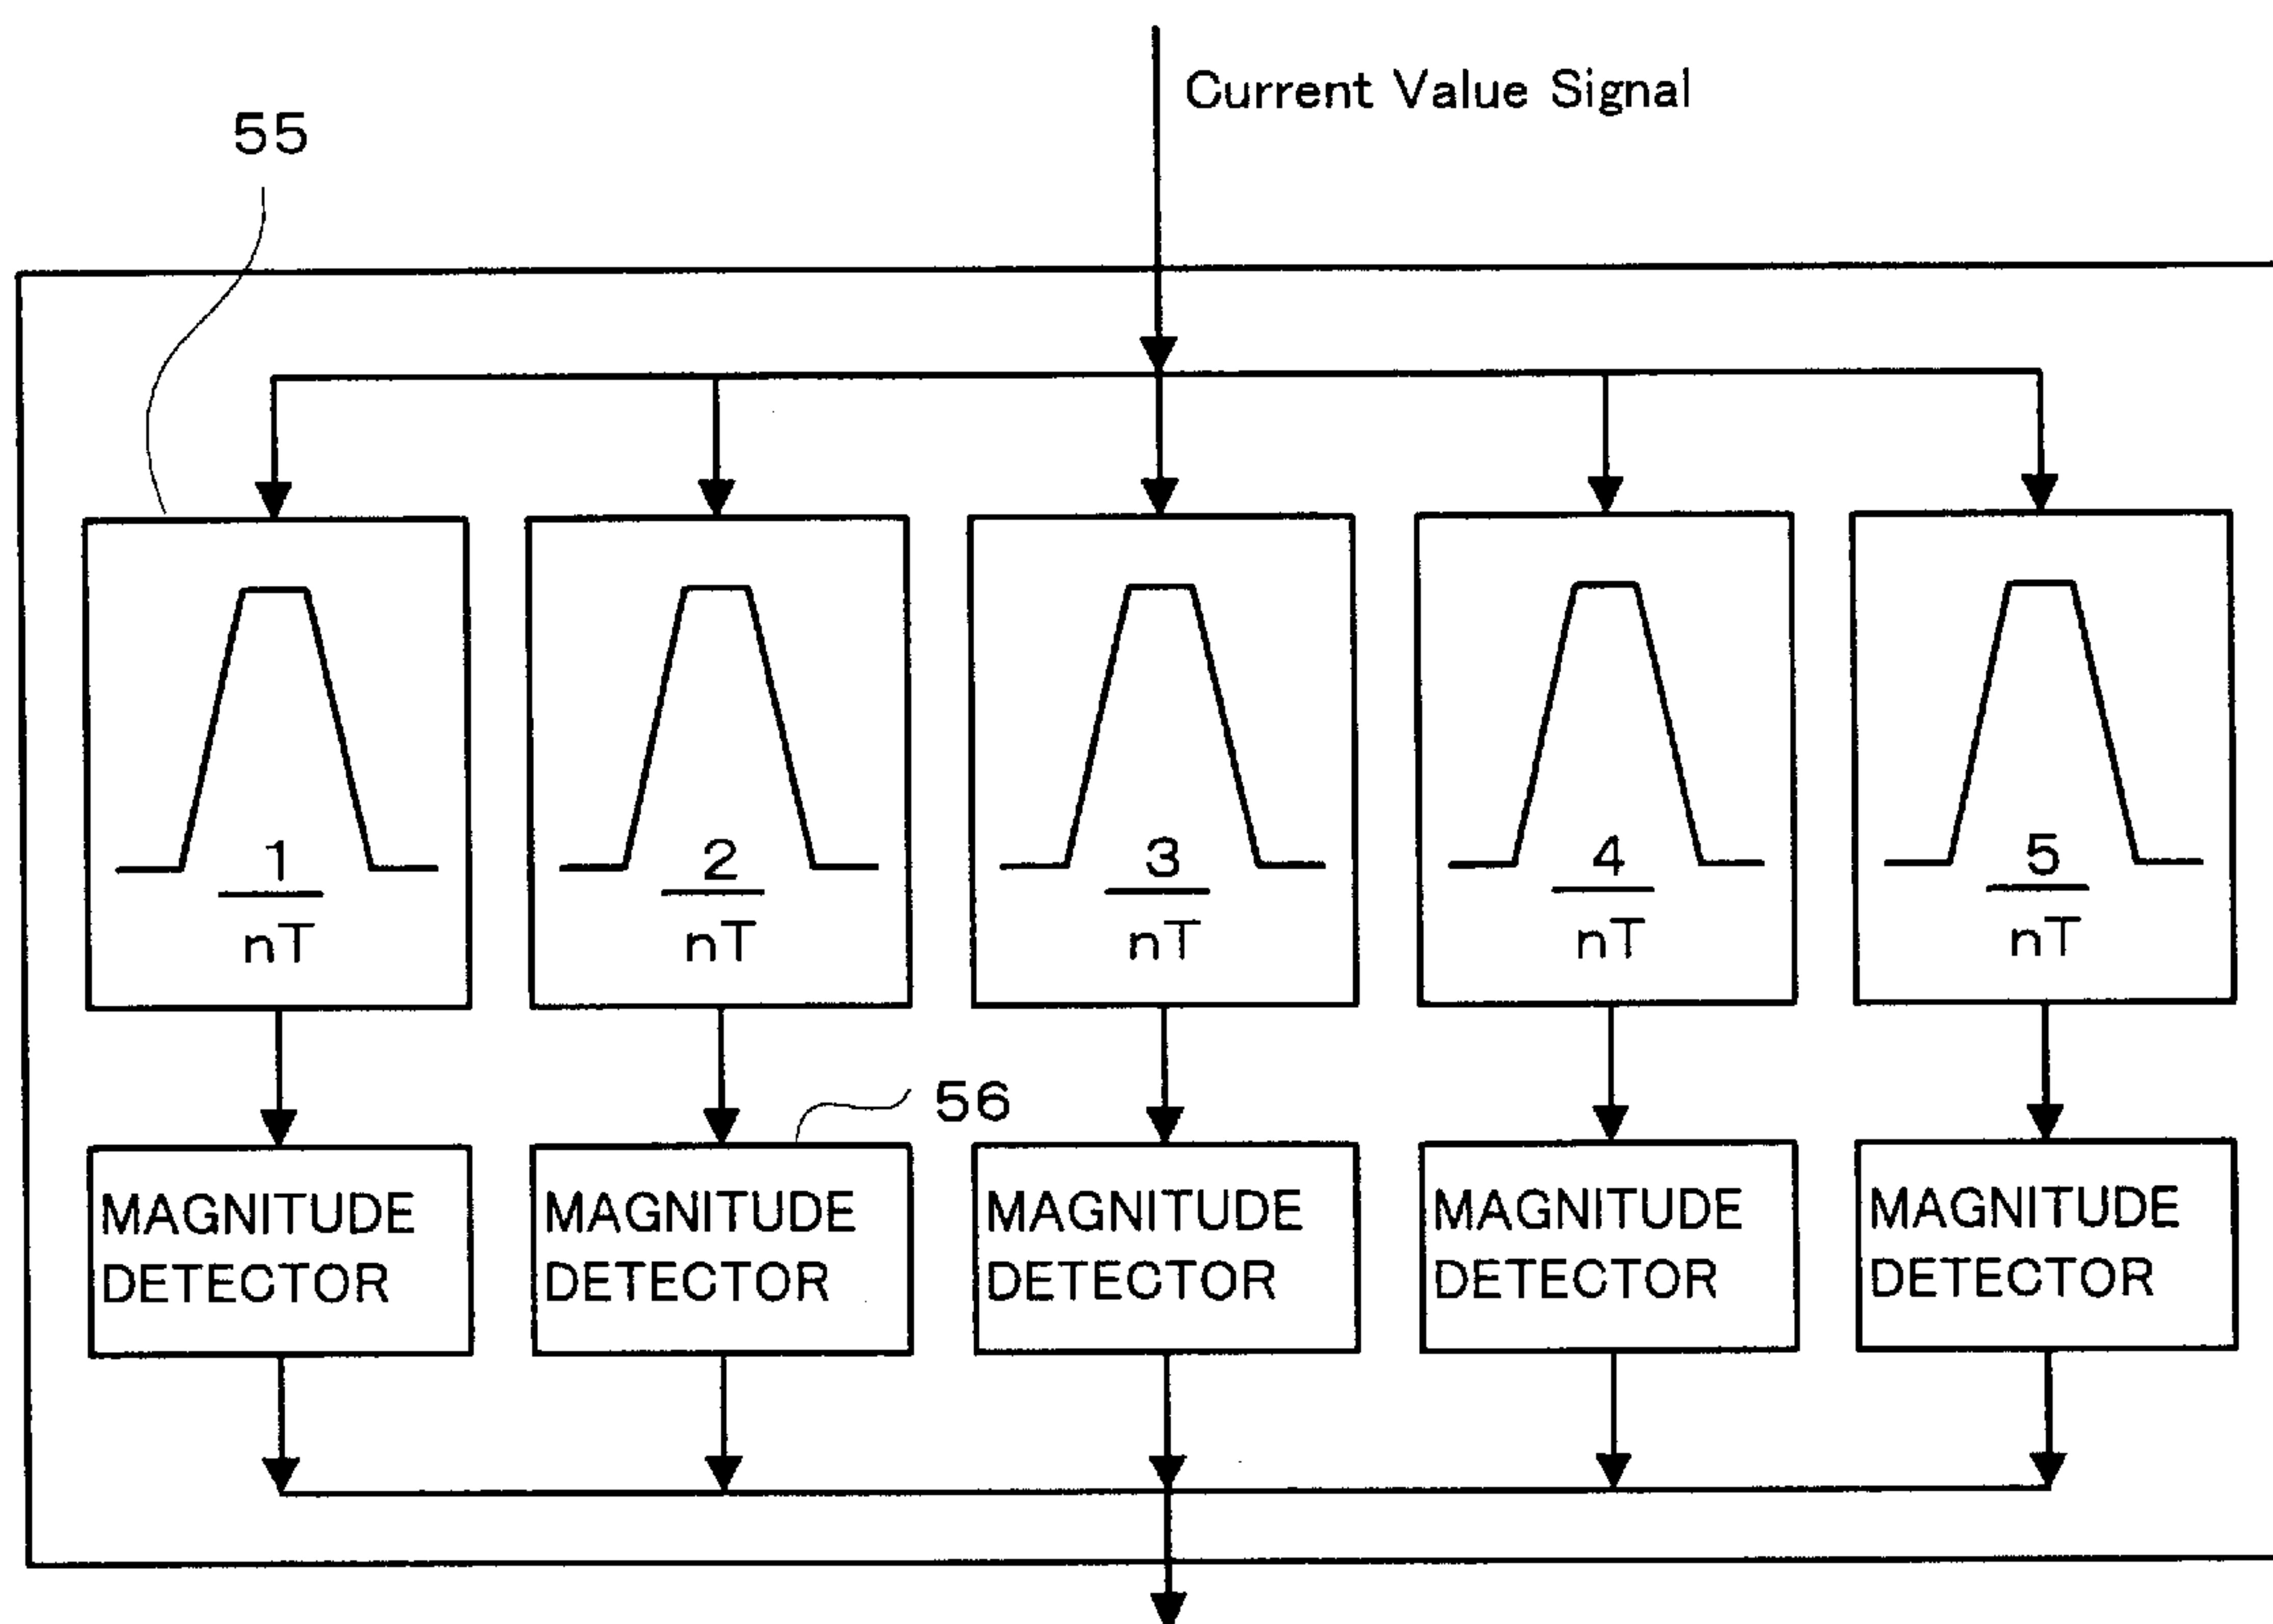 Current Value Signal
55
1
nT
2
nT
3
nT
4
nT
5
nT
56
MAGNITUDE
DETECTOR
MAGNITUDE
DETECTOR
MAGNITUDE
DETECTOR
MAGNITUDE
DETECTOR
MAGNITUDE
DETECTOR